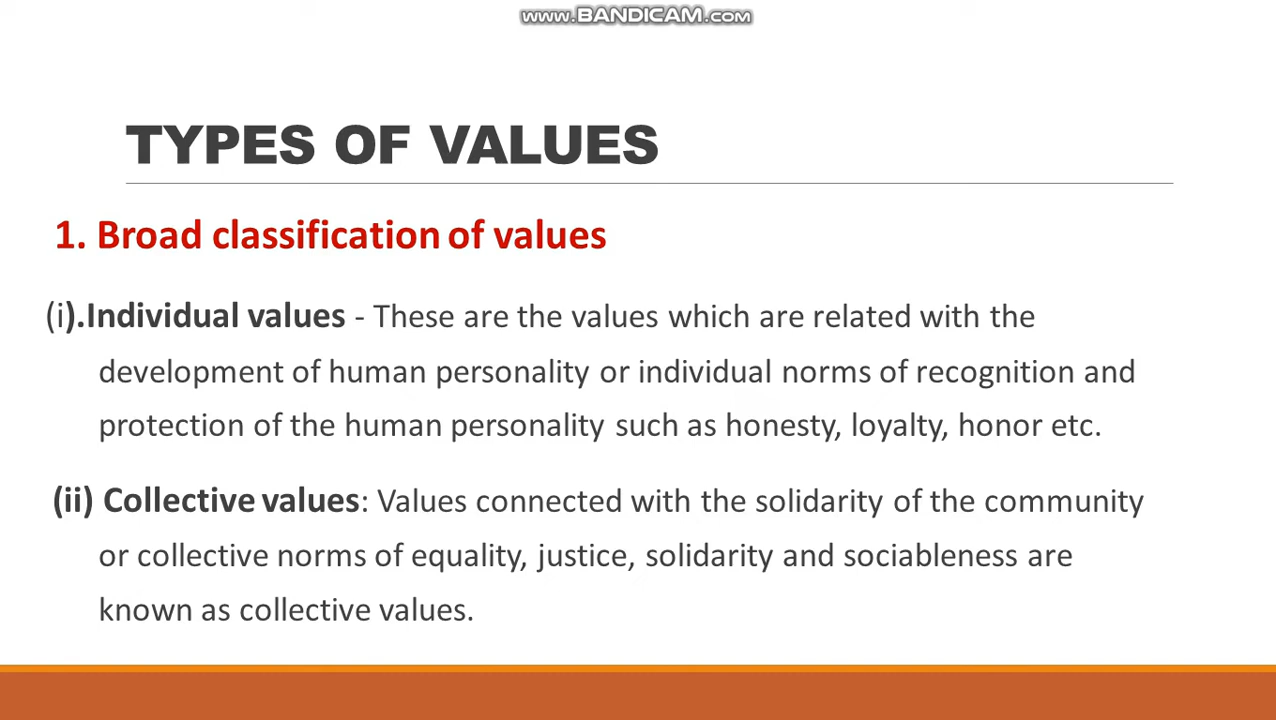 www.BANDICAM.com
TYPES OF VALUES
1. Broad classification of values
(i).Individual values - These are the values which are related with the
development of human personality or individual norms of recognition and
protection of the human personality such as honesty, loyalty, honor etc.
(ii) Collective values: Values connected with the solidarity of the community
or collective norms of equality, justice, solidarity and sociableness are
known as collective values.